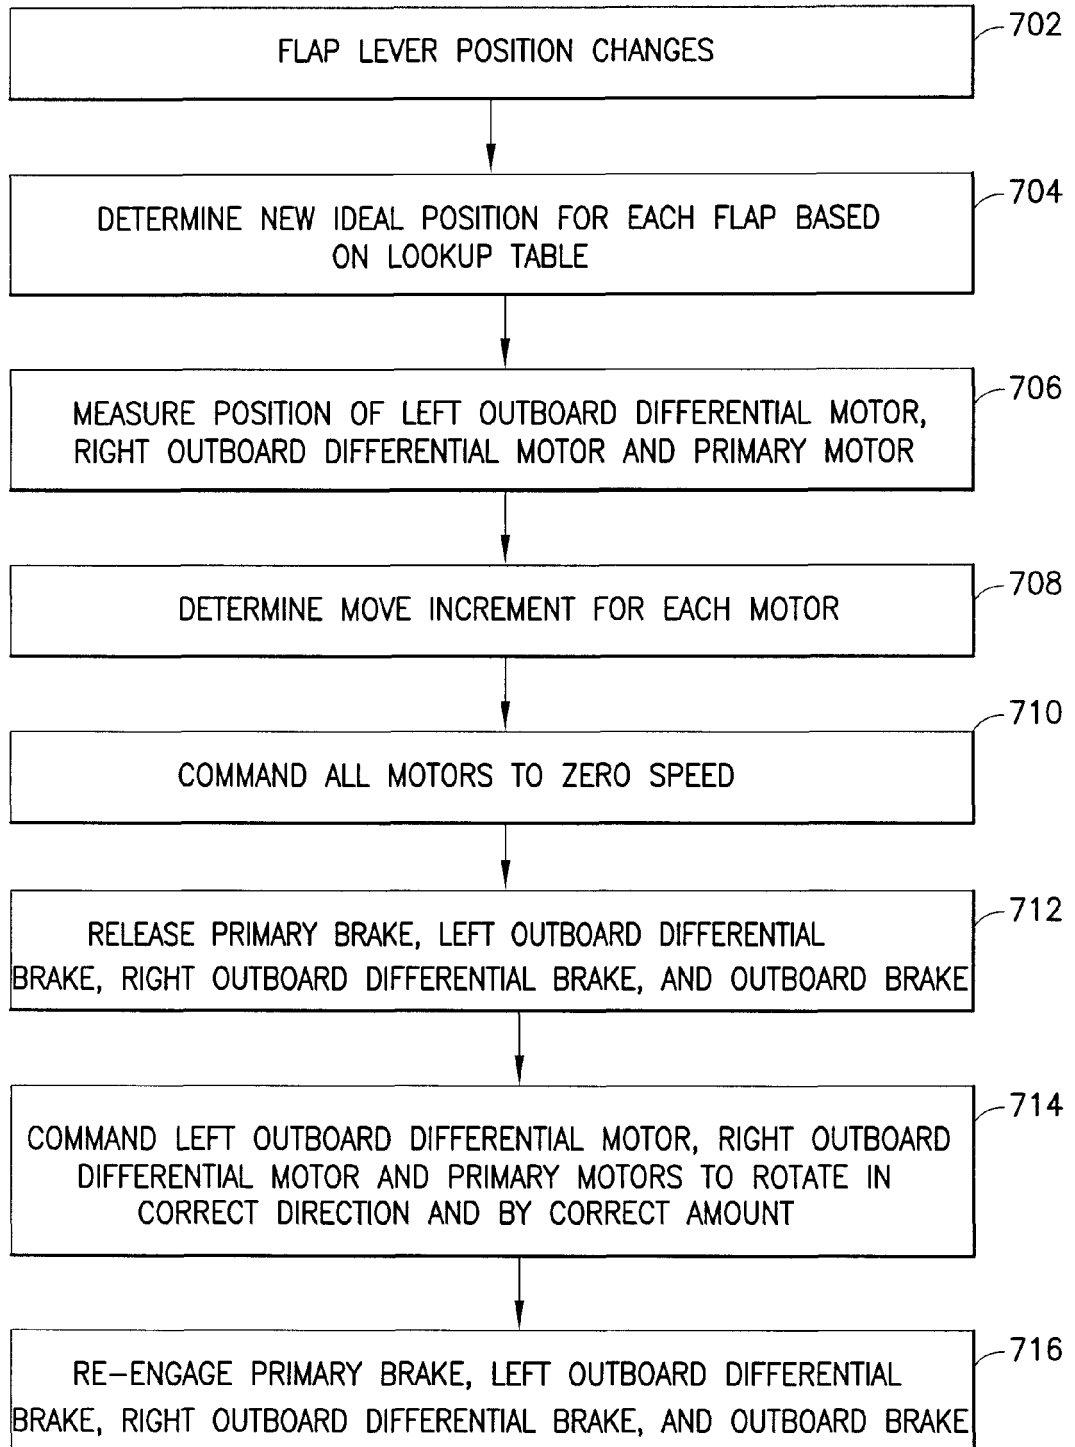 FLAP LEVER POSITION CHANGES
702
DETERMINE NEW IDEAL POSITION FOR EACH FLAP BASED
ON LOOKUP TABLE
704
MEASURE POSITION OF LEFT OUTBOARD DIFFERENTIAL MOTOR,
RIGHT OUTBOARD DIFFERENTIAL MOTOR AND PRIMARY MOTOR
706
DETERMINE MOVE INCREMENT FOR EACH MOTOR
708
COMMAND ALL MOTORS TO ZERO SPEED
710
RELEASE PRIMARY BRAKE, LEFT OUTBOARD DIFFERENTIAL
BRAKE, RIGHT OUTBOARD DIFFERENTIAL BRAKE, AND OUTBOARD BRAKE
712
COMMAND LEFT OUTBOARD DIFFERENTIAL MOTOR, RIGHT OUTBOARD
DIFFERENTIAL MOTOR AND PRIMARY MOTORS TO ROTATE IN
CORRECT DIRECTION AND BY CORRECT AMOUNT
714
RE-ENGAGE PRIMARY BRAKE, LEFT OUTBOARD DIFFERENTIAL
BRAKE, RIGHT OUTBOARD DIFFERENTIAL BRAKE, AND OUTBOARD BRAKE
716